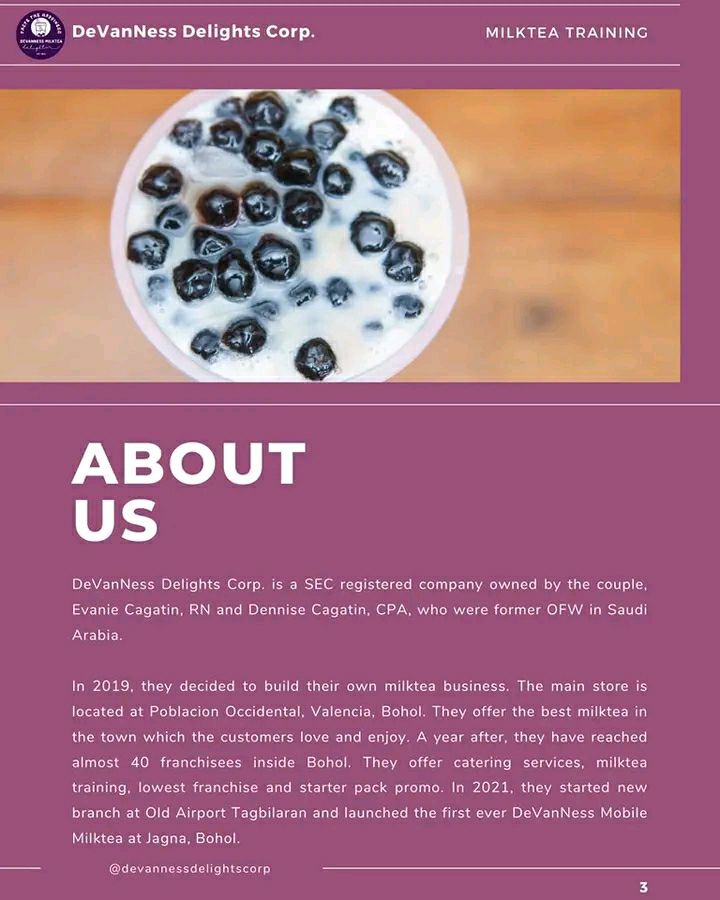 DeVanNess Delights Corp.
MILKTEA TRAINING
DEVANNESS MILKTEA
ABOUT
US
DeVanNess Delights Corp. is a SEC registered company owned by the couple,
Evanie Cagatin, RN and Dennise Cagatin, CPA, who were former OFW in Saudi
Arabia.
In 2019, they decided to build their own milktea business. The main store is
located at Poblacion Occidental, Valencia, Bohol. They offer the best milktea in
the town which the customers love and enjoy. A year after, they have reached
almost 40 franchisees inside Bohol. They offer catering services, milktea
training, lowest franchise and starter pack promo. In 2021, they started new
branch at Old Airport Tagbilaran and launched the first ever DeVanNess Mobile
Milktea at Jagna, Bohol.
@devannessdelightscorp
3